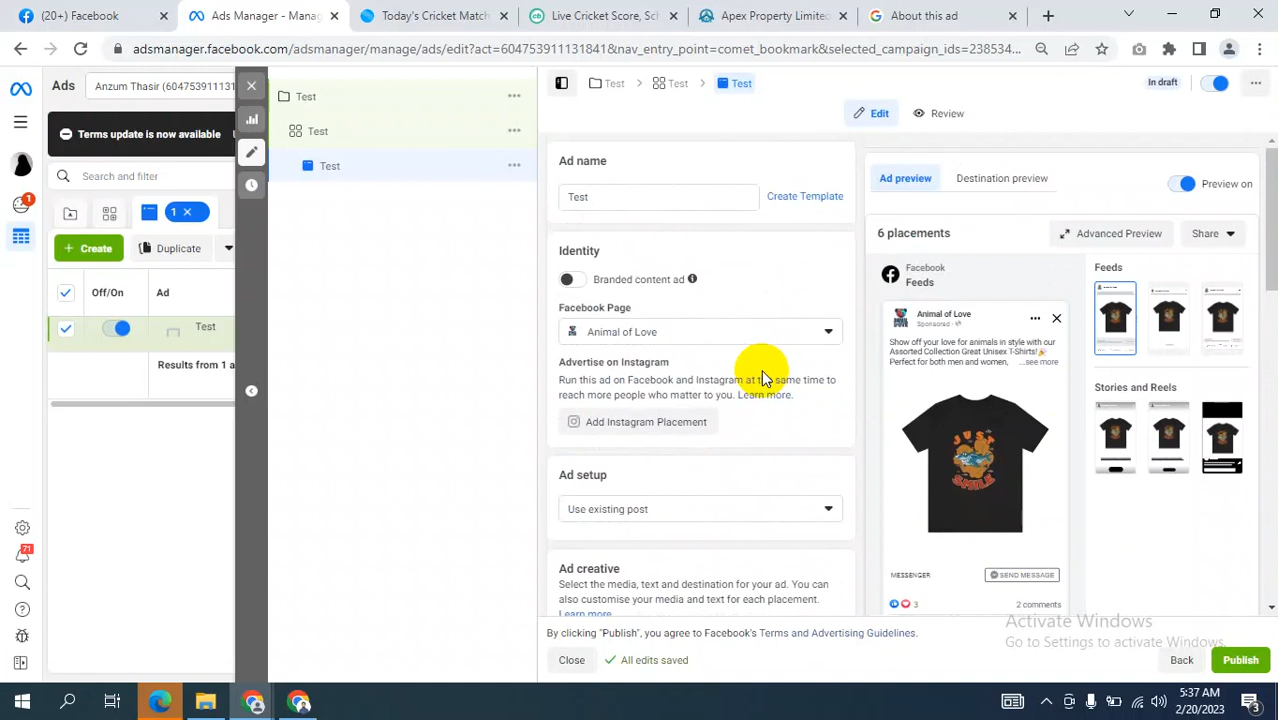 (20+) Facebook
Ads Manager - Manag
Today's Cricket Match
Live Cricket Score, Sch
Apex Property Limited
About this ad
adsmanager.facebook.com/adsmanager/manage/ads/edit?act=604753911131841&nav_entry_point=comet_bookmark&selected_campaign_ids=238534...
Ads
Anzum Thasir (6047539111131
Terms update is now available
Search and filter
1
Create
Duplicate
Off/On
Ad
Test
Results from 1 a
1
71
Test
Test
Test
Test
Test
Test
In draft
Edit
Review
Ad name
Test
Create Template
Identity
Branded content ad
Facebook Page
Animal of Love
Advertise on Instagram
Run this ad on Facebook and Instagram at the same time to
reach more people who matter to you. Learn more.
Add Instagram Placement
Ad setup
Use existing post
Ad creative
Select the media, text and destination for your ad. You can
also customise your media and text for each placement.
Learn more
Ad preview
Destination preview
Preview on
6 placements
Advanced Preview
Share
Facebook
Feeds
Animal of Love
Sponsored
Show off your love for animals in style with our
Assorted Collection Great Unisex T-Shirts!
Perfect for both men and women,
...see more
JUST
SMILE
MESSENGER
SEND MESSAGE
3
2 comments
Feeds
Stories and Reels
By clicking "Publish", you agree to Facebook's Terms and Advertising Guidelines.
Close
All edits saved
Back
Publish
Activate Windows
Go to Settings to activate Windows.
5:37 AM
2/20/2023
3